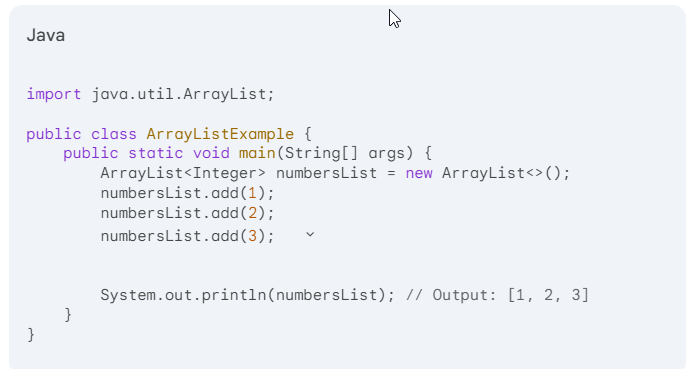 Java
import java.util.ArrayList;
public class ArrayListExample {
    public static void main(String[] args) {
        ArrayList<Integer> numbersList = new ArrayList<>();
        numbersList.add(1);
        numbersList.add(2);
        numbersList.add(3);
        System.out.println(numbersList); // Output: [1, 2, 3]
    }
}